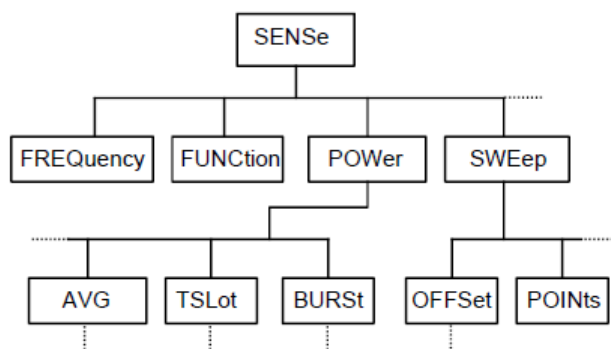 SENSe
FREQuency FUNCtion POWer SWEep
AVG TSLot BURSt OFFSet POINts